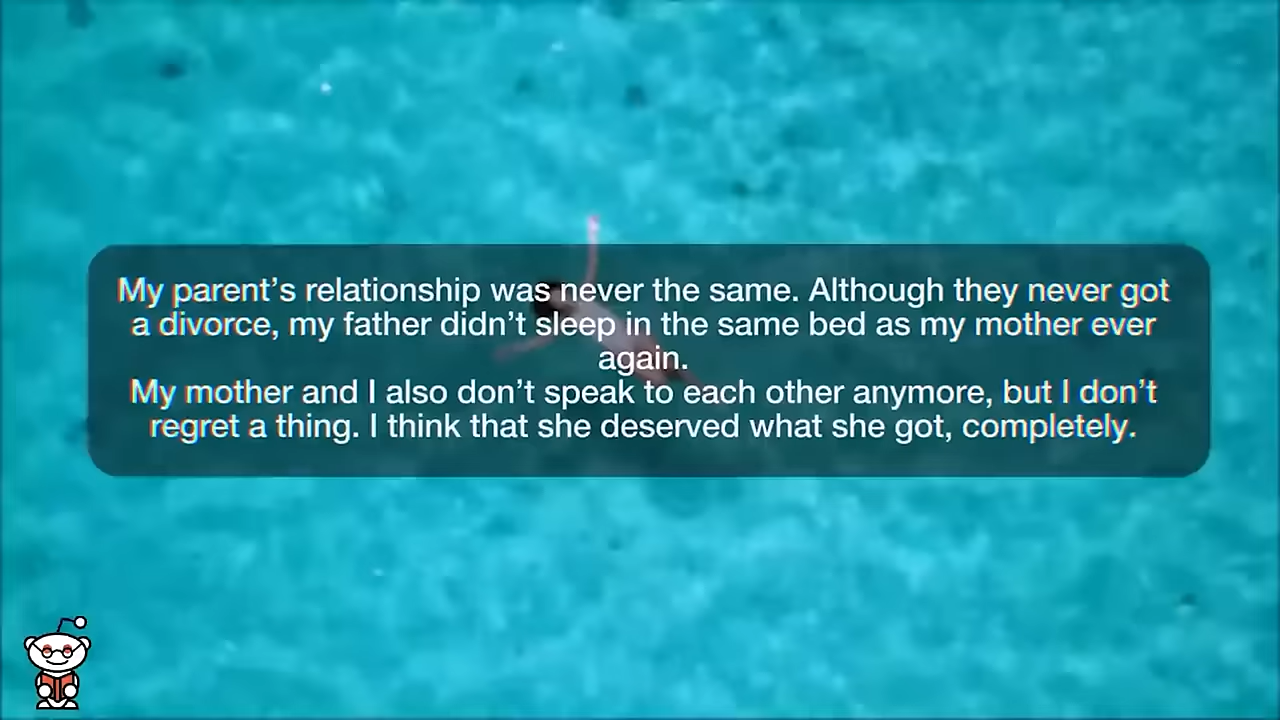 My parent’s relationship was never the same. Although they never got
a divorce, my father didn’t sleep in the same bed as my mother ever
again.
My mother and I also don’t speak to each other anymore, but I don’t
regret a thing. I think that she deserved what she got, completely.